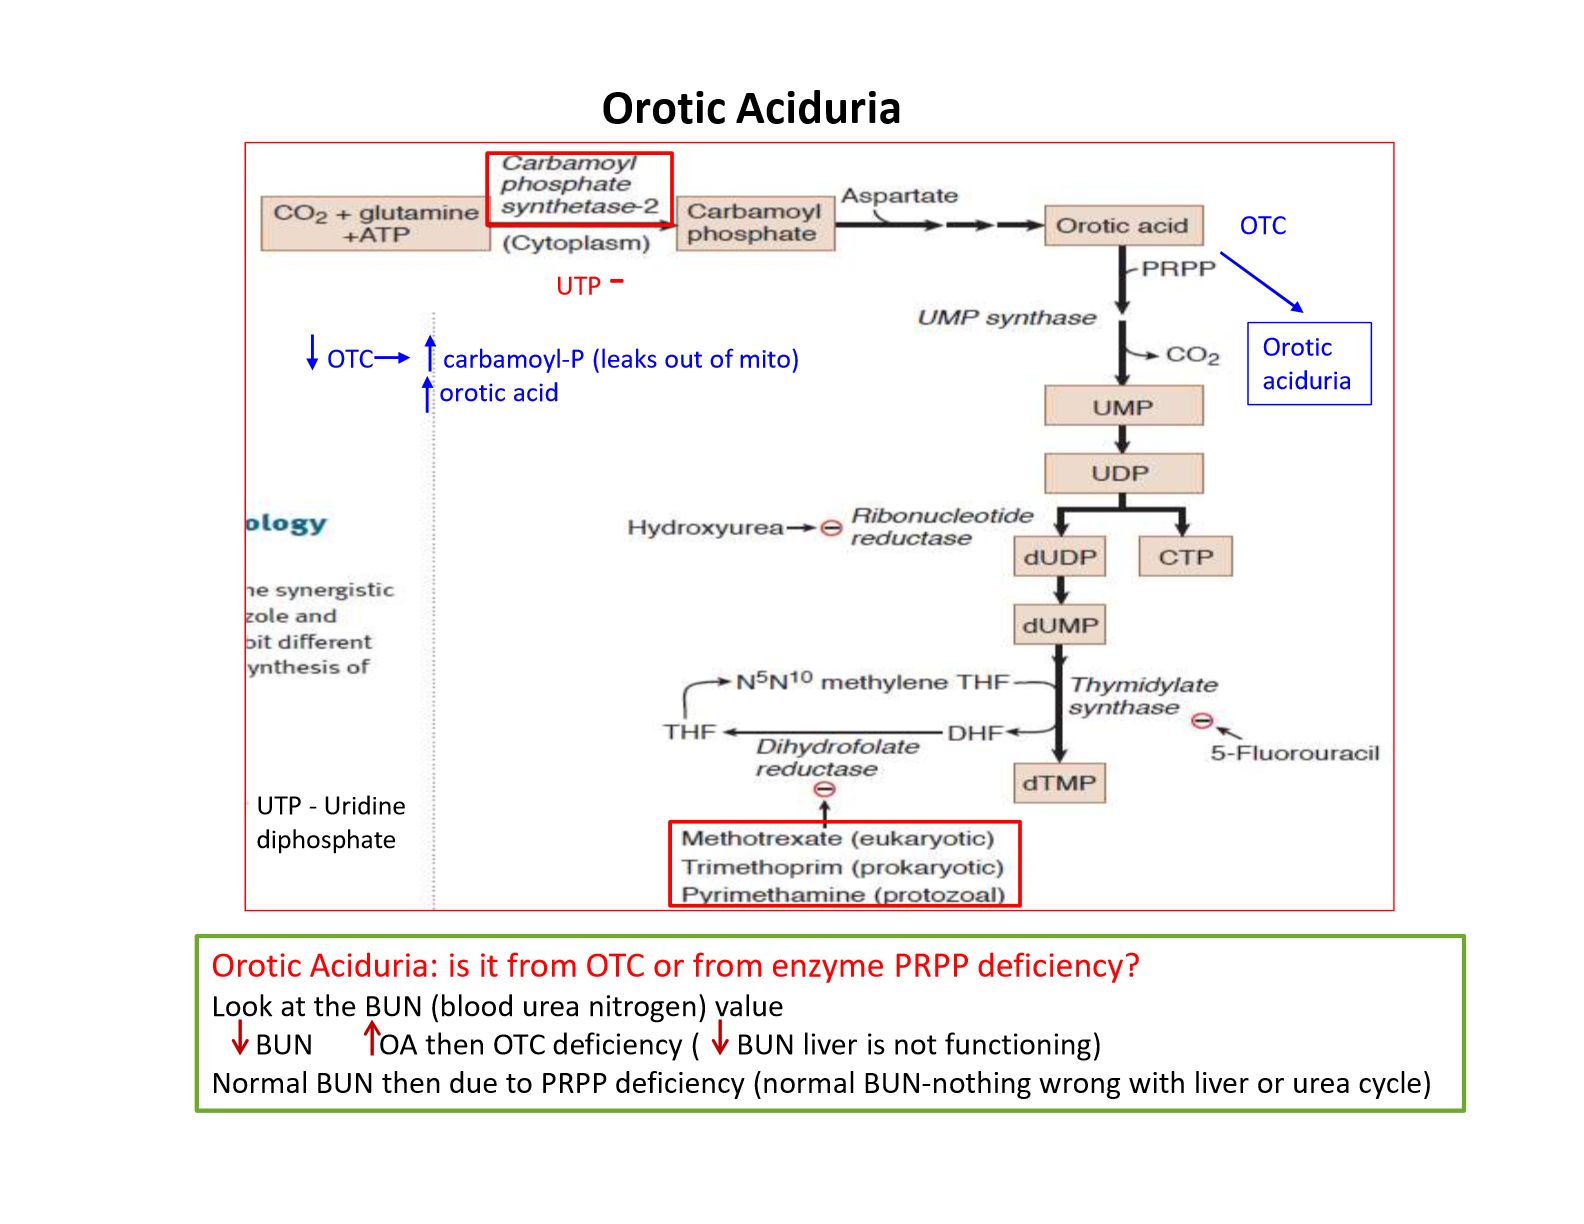 Orotic Aciduria
Carbamoyl
phosphate
synthetase-2
CO2 + glutamine
+ATP
(Cytoplasm)
Carbamoyl
phosphate
Aspartate
Orotic acid
OTC
UTP -
PRPP
UMP synthase
CO2
Orotic
aciduria
↓ OTC → ↑ carbamoyl-P (leaks out of mito)
↑ orotic acid
UMP
UDP
ology
Hydroxyurea
Ribonucleotide
reductase
dUDP
CTP
ne synergistic
zole and
bit different
ynthesis of
dUMP
N5N10 methylene THF
Thymidylate
synthase
THF
DHF
Dihydrofolate
reductase
5-Fluorouracil
dTMP
UTP - Uridine
diphosphate
Methotrexate (eukaryotic)
Trimethoprim (prokaryotic)
Pyrimethamine (protozoal)
Orotic Aciduria: is it from OTC or from enzyme PRPP deficiency?
Look at the BUN (blood urea nitrogen) value
↓ BUN ↑ OA then OTC deficiency ( ↓ BUN liver is not functioning)
Normal BUN then due to PRPP deficiency (normal BUN-nothing wrong with liver or urea cycle)